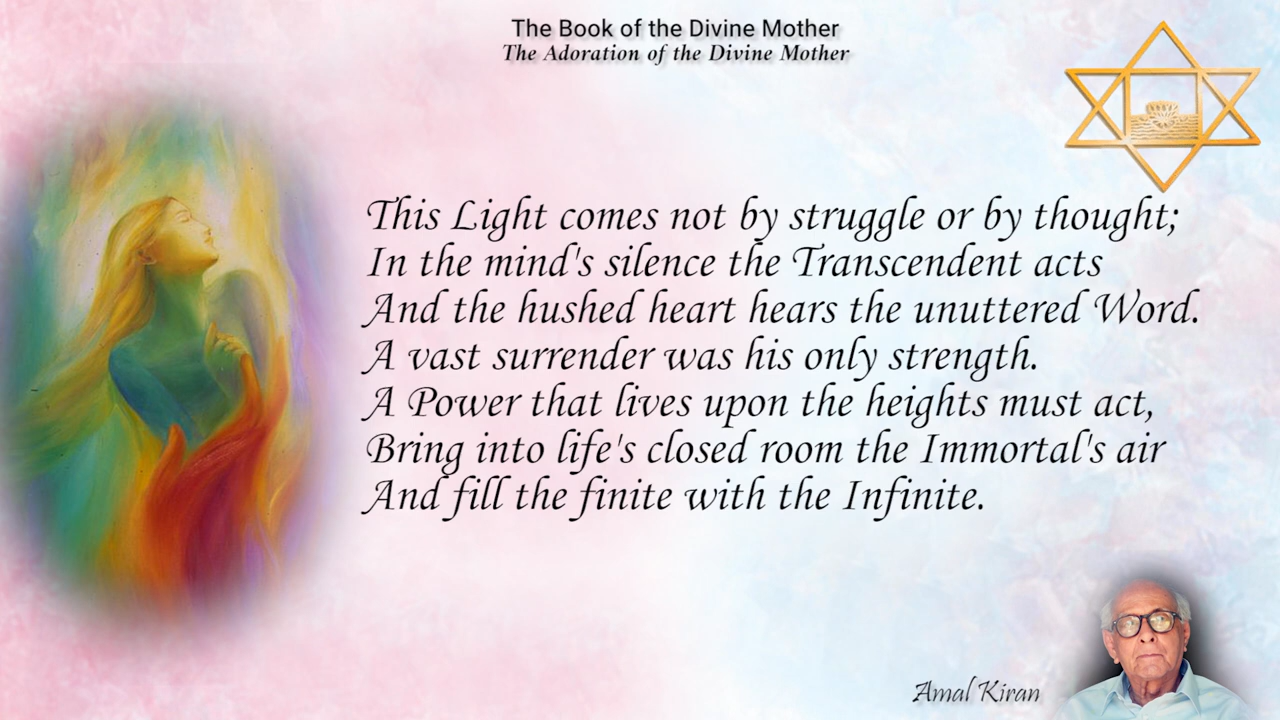 The Book of the Divine Mother
The Adoration of the Divine Mother
This Light comes not by struggle or by thought;
In the mind's silence the Transcendent acts
And the hushed heart hears the unuttered Word.
A vast surrender was his only strength.
A Power that lives upon the heights must act,
Bring into life's closed room the Immortal's air
And fill the finite with the Infinite.
Amal Kiran